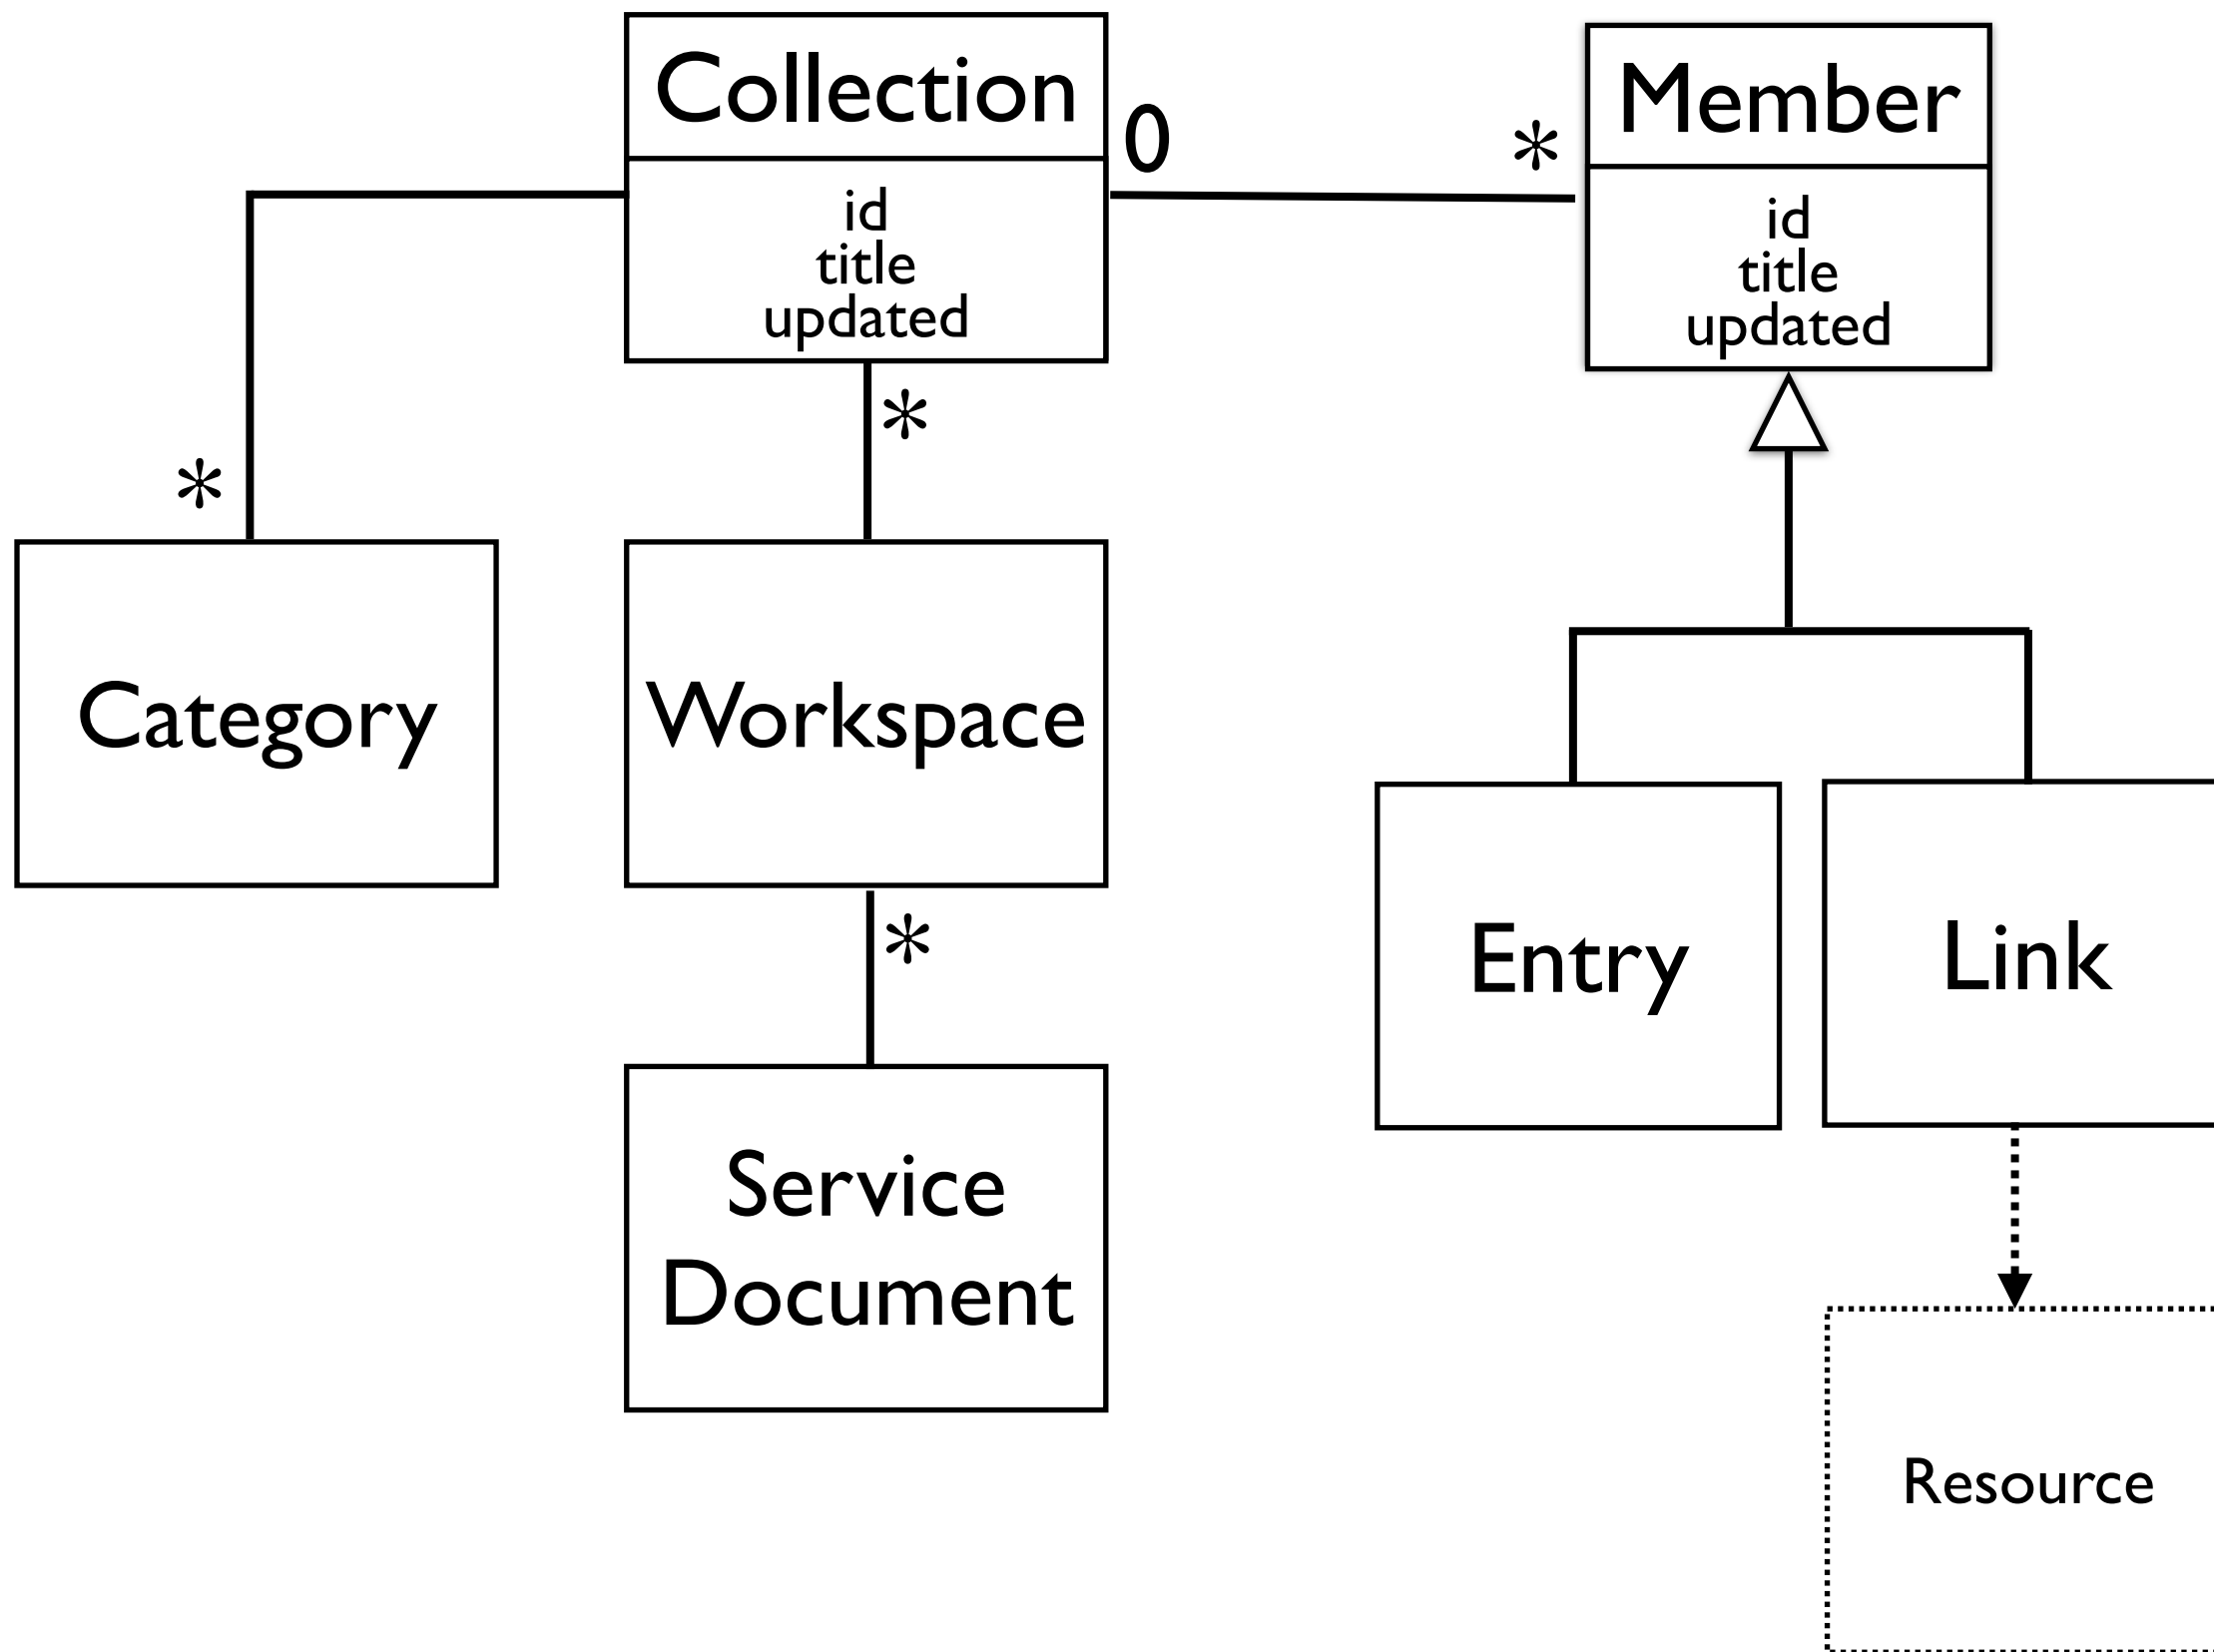 Collection
0
*
Member
id
title
updated
id
title
updated
*
*
Category
Workspace
*
Entry
Link
Service
Document
Resource